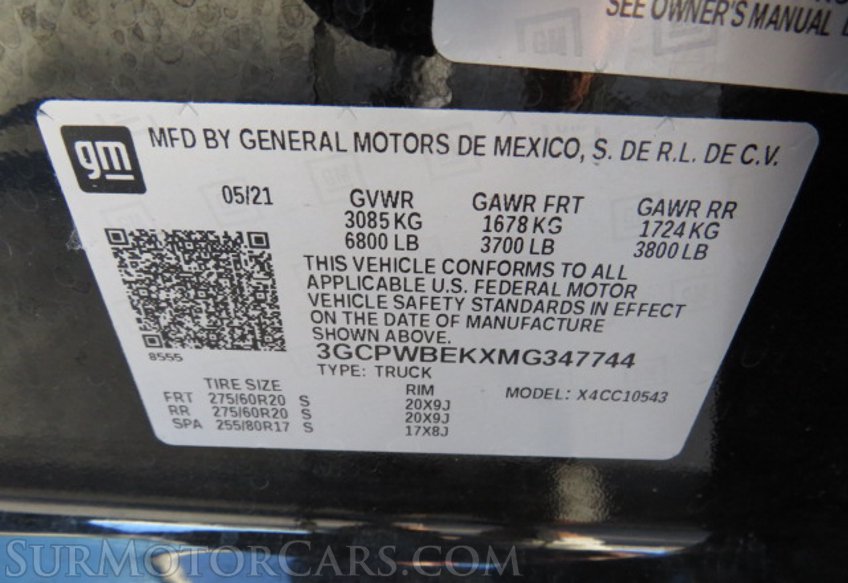 SEE OWNER'S MANUAL
gm
MFD BY GENERAL MOTORS DE MEXICO, S. DE R.L. DE C.V.
05/21 GVWR GAWR FRT GAWR RR
3085 KG 1678 KG 1724 KG
6800 LB 3700 LB 3800 LB
THIS VEHICLE CONFORMS TO ALL
APPLICABLE U.S. FEDERAL MOTOR
VEHICLE SAFETY STANDARDS IN EFFECT
ON THE DATE OF MANUFACTURE
SHOWN ABOVE.
8555 3GCPWBEKXMG347744
TYPE: TRUCK
TIRE SIZE RIM MODEL: X4CC10543
FRT 275/60R20 S 20X9J
RR 275/60R20 S 20X9J
SPA 255/80R17 S 17X8J
SURMOTORCARS.COM